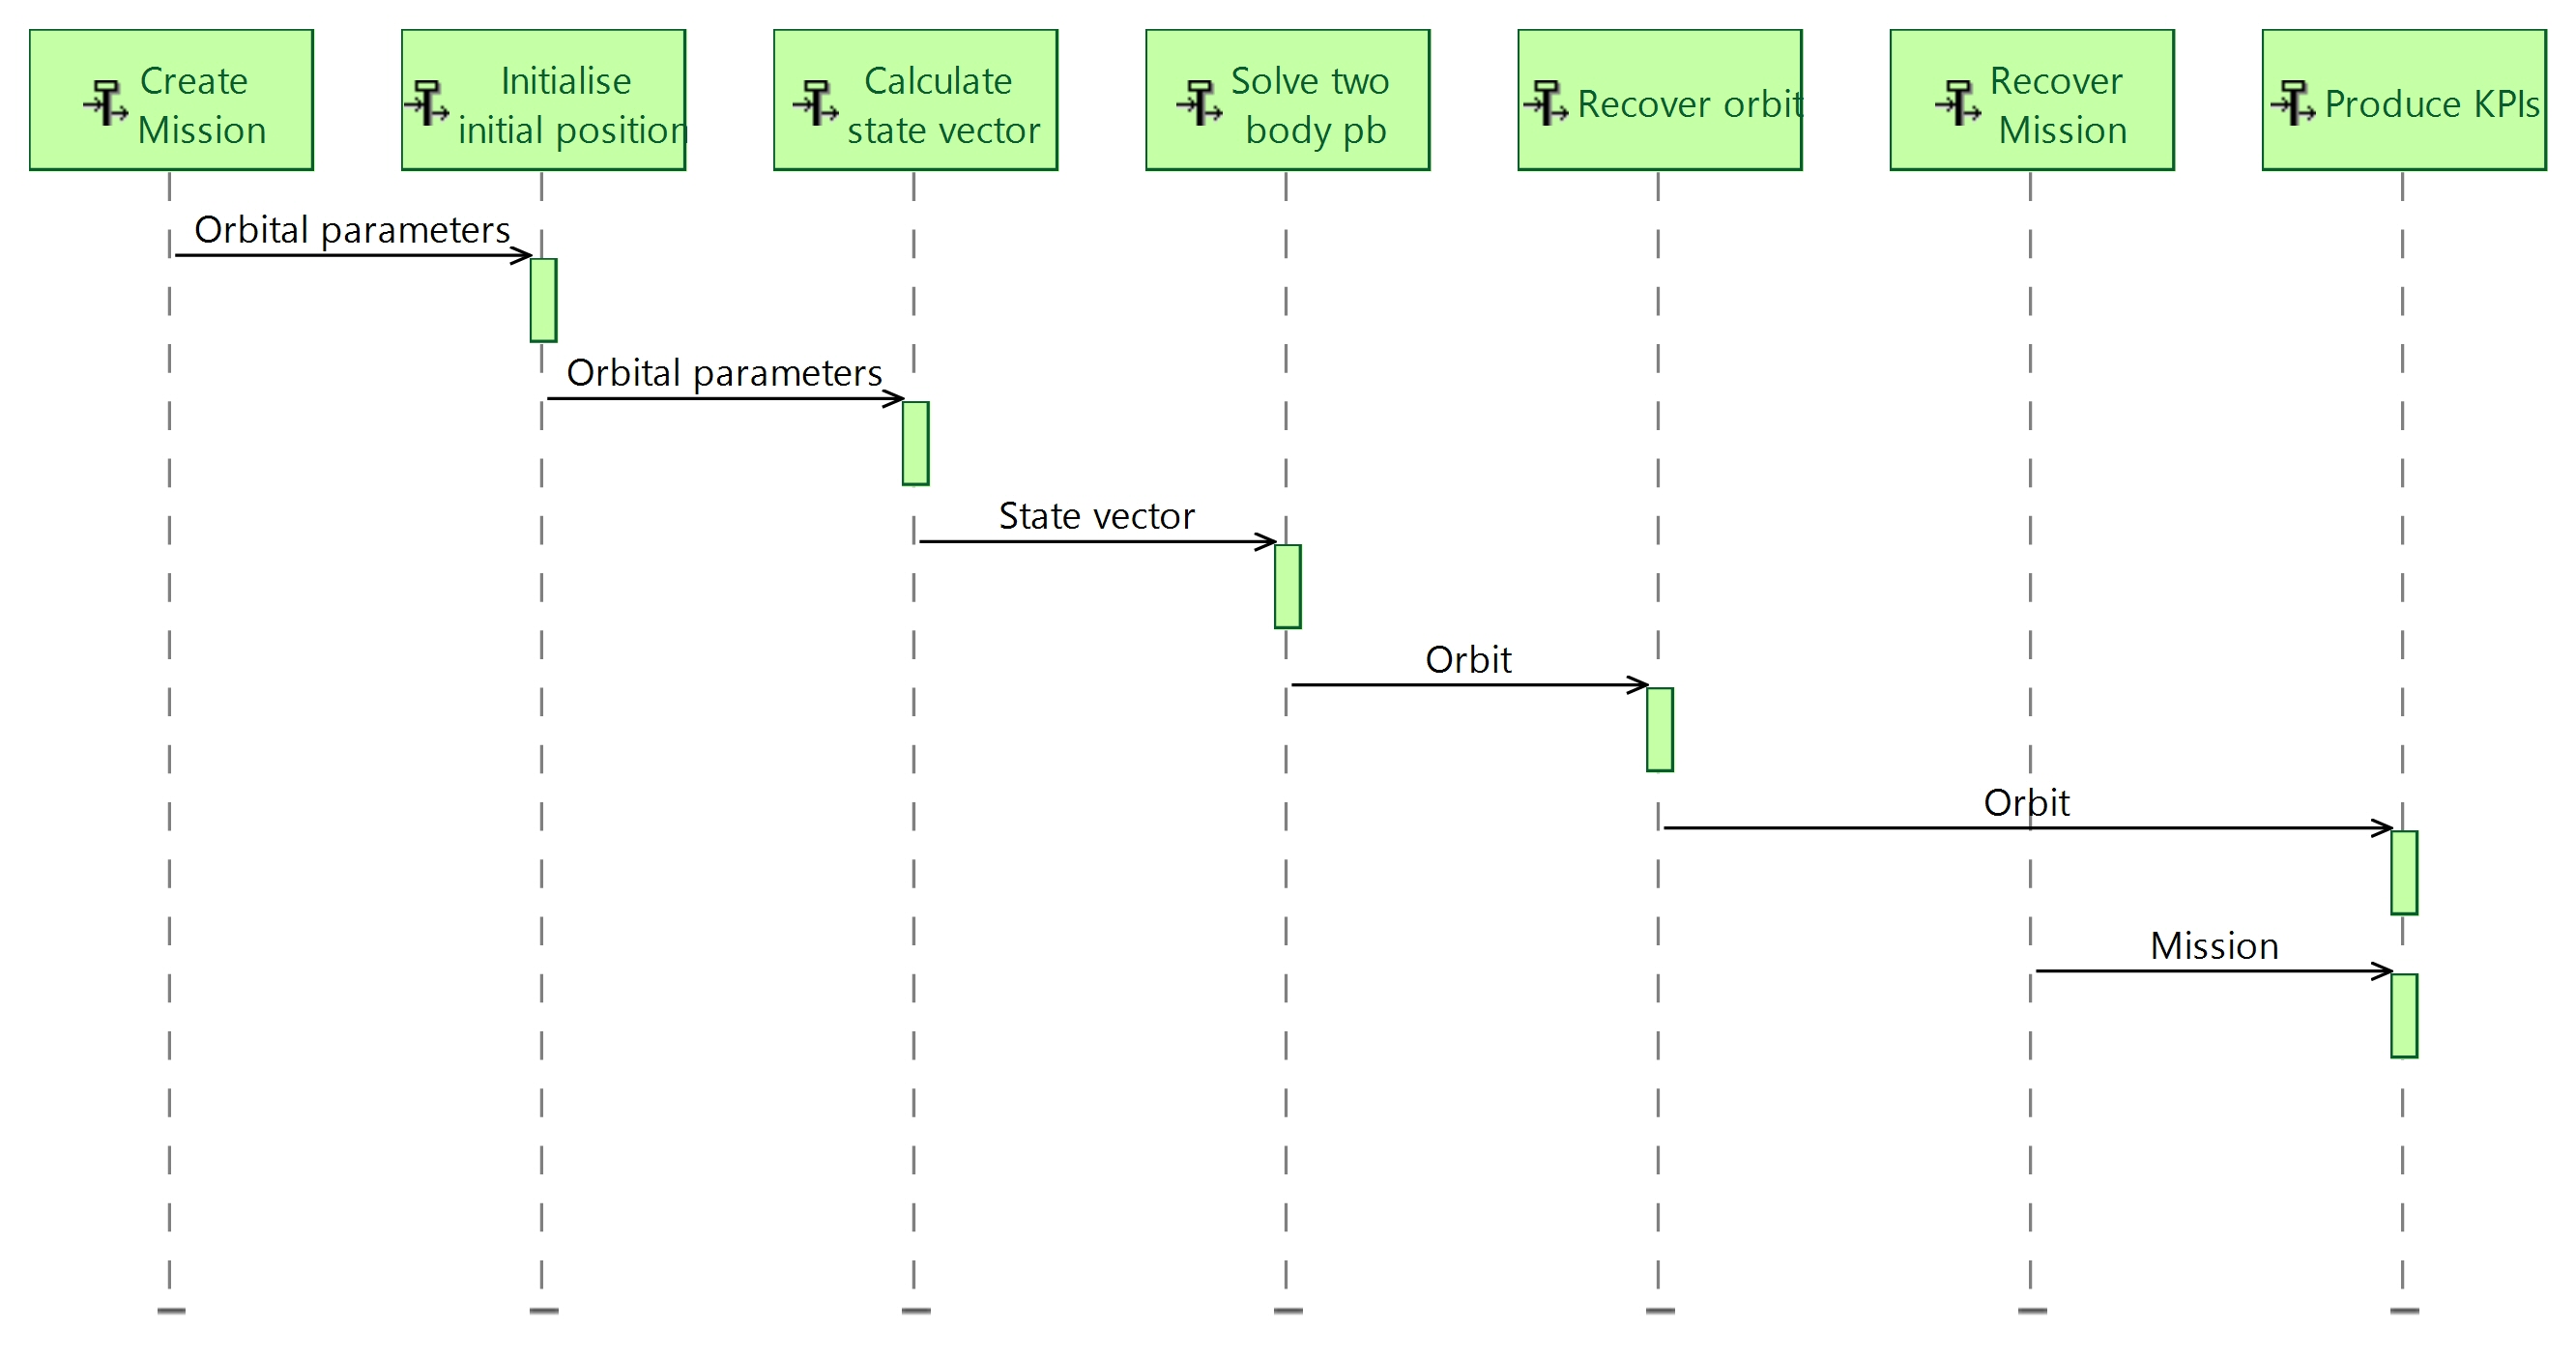 Create
Mission
Initialise
initial position
Calculate
state vector
Solve two
body pb
Recover orbit
Recover
Mission
Produce KPIs
Orbital parameters
Orbital parameters
State vector
Orbit
Orbit
Mission